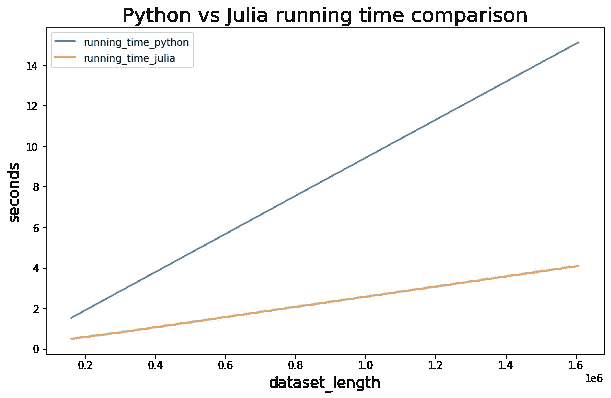 Python vs Julia running time comparison
running_time_python
running_time_julia
14
12
10
8
6
4
2
0
seconds
0.2
0.4
0.6
0.8
1.0
1.2
1.4
1.6
1e6
dataset_length